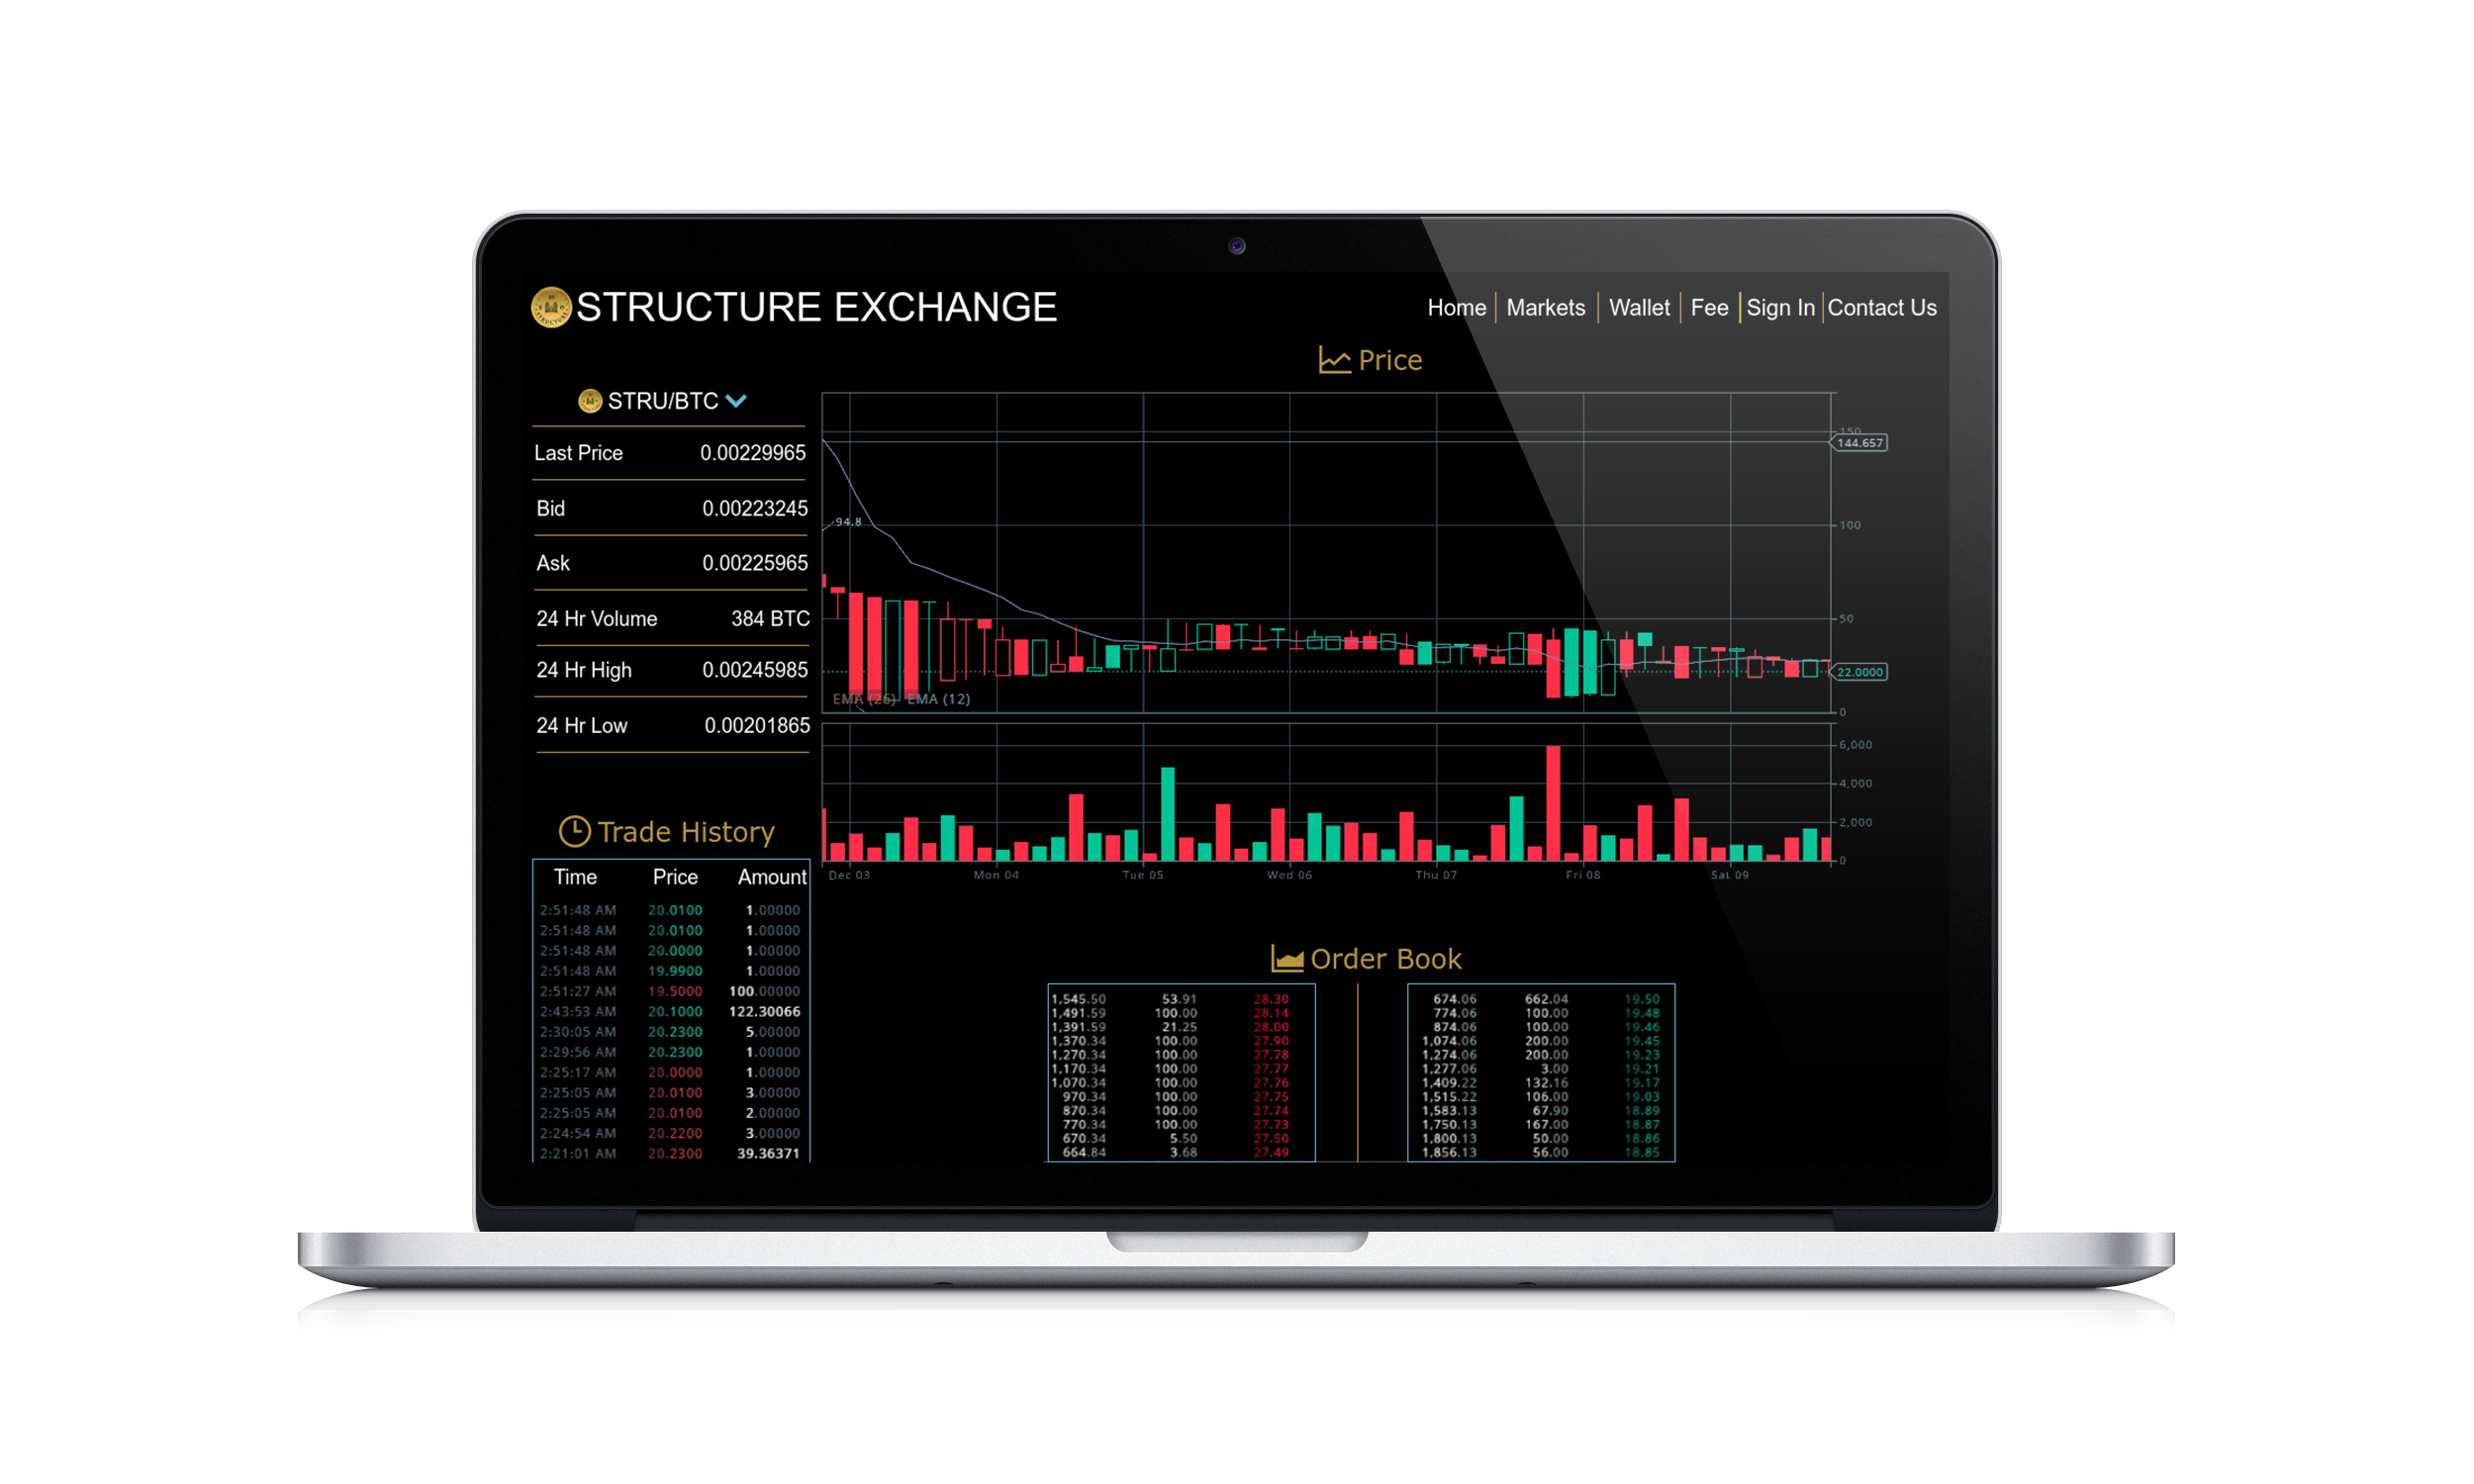 STRUCTURE EXCHANGE
Home Markets Wallet Fee Sign In Contact Us
Price
STRU/BTC
Last Price 0.00229965
Bid 0.00223245
Ask 0.00225965
24 Hr Volume 384 BTC
24 Hr High 0.00245985
24 Hr Low 0.00201865
150
144.657
94.8
100
50
22.0000
EMA (26) EMA (12)
0
6,000
4,000
2,000
0
Dec 03 Mon 04 Tue 05 Wed 06 Thu 07 Fri 08 Sat 09
Trade History
Time Price Amount
2:51:48 AM 20.0100 1.00000
2:51:48 AM 20.0100 1.00000
2:51:48 AM 20.0000 1.00000
2:51:48 AM 19.9900 1.00000
2:51:27 AM 19.5000 100.00000
2:43:53 AM 20.1000 122.30066
2:30:05 AM 20.2300 5.00000
2:29:56 AM 20.2300 1.00000
2:25:17 AM 20.0000 1.00000
2:25:05 AM 20.0100 3.00000
2:25:05 AM 20.0100 2.00000
2:24:54 AM 20.2200 3.00000
2:21:01 AM 20.2300 39.36371
Order Book
1,545.50 53.91 28.30
1,491.59 100.00 28.14
1,391.59 21.25 28.00
1,370.34 100.00 27.90
1,270.34 100.00 27.78
1,170.34 100.00 27.77
1,070.34 100.00 27.76
970.34 100.00 27.75
870.34 100.00 27.74
770.34 100.00 27.73
670.34 5.50 27.50
664.84 3.68 27.49
674.06 662.04 19.50
774.06 100.00 19.48
874.06 100.00 19.46
1,074.06 200.00 19.45
1,274.06 200.00 19.23
1,277.06 3.00 19.21
1,409.22 132.16 19.17
1,515.22 106.00 19.03
1,583.13 67.90 18.89
1,750.13 167.00 18.87
1,800.13 50.00 18.86
1,856.13 56.00 18.85